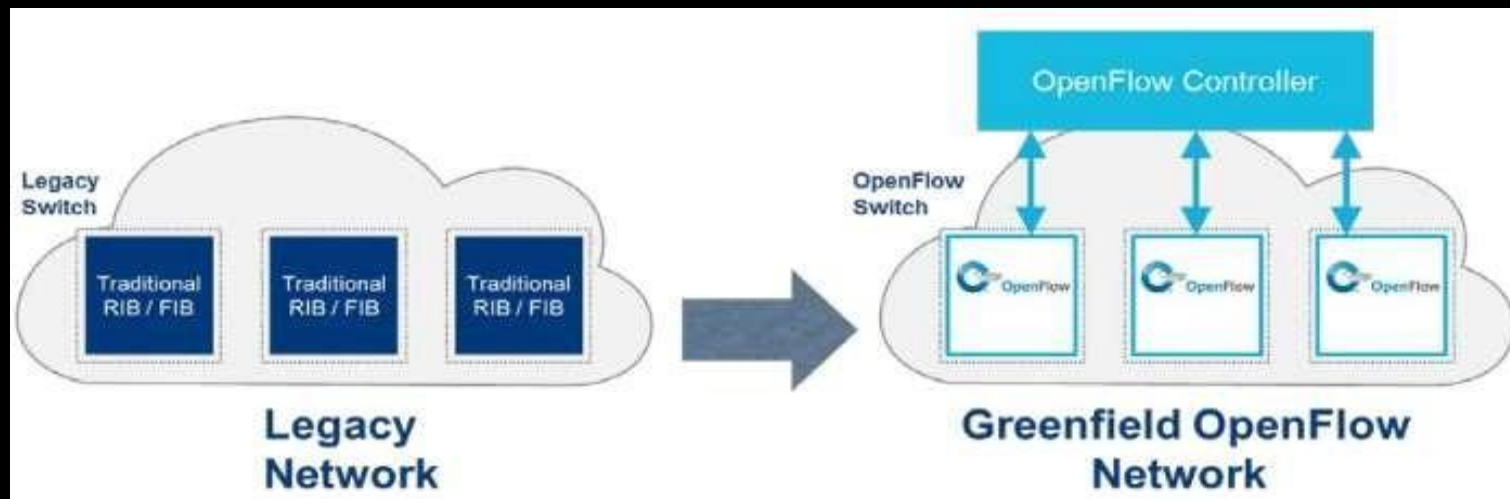 OpenFlow Controller
Legacy
Switch
OpenFlow
Switch
Traditional
RIB / FIB
Traditional
RIB / FIB
Traditional
RIB / FIB
OpenFlow
OpenFlow
OpenFlow
Legacy
Network
Greenfield OpenFlow
Network